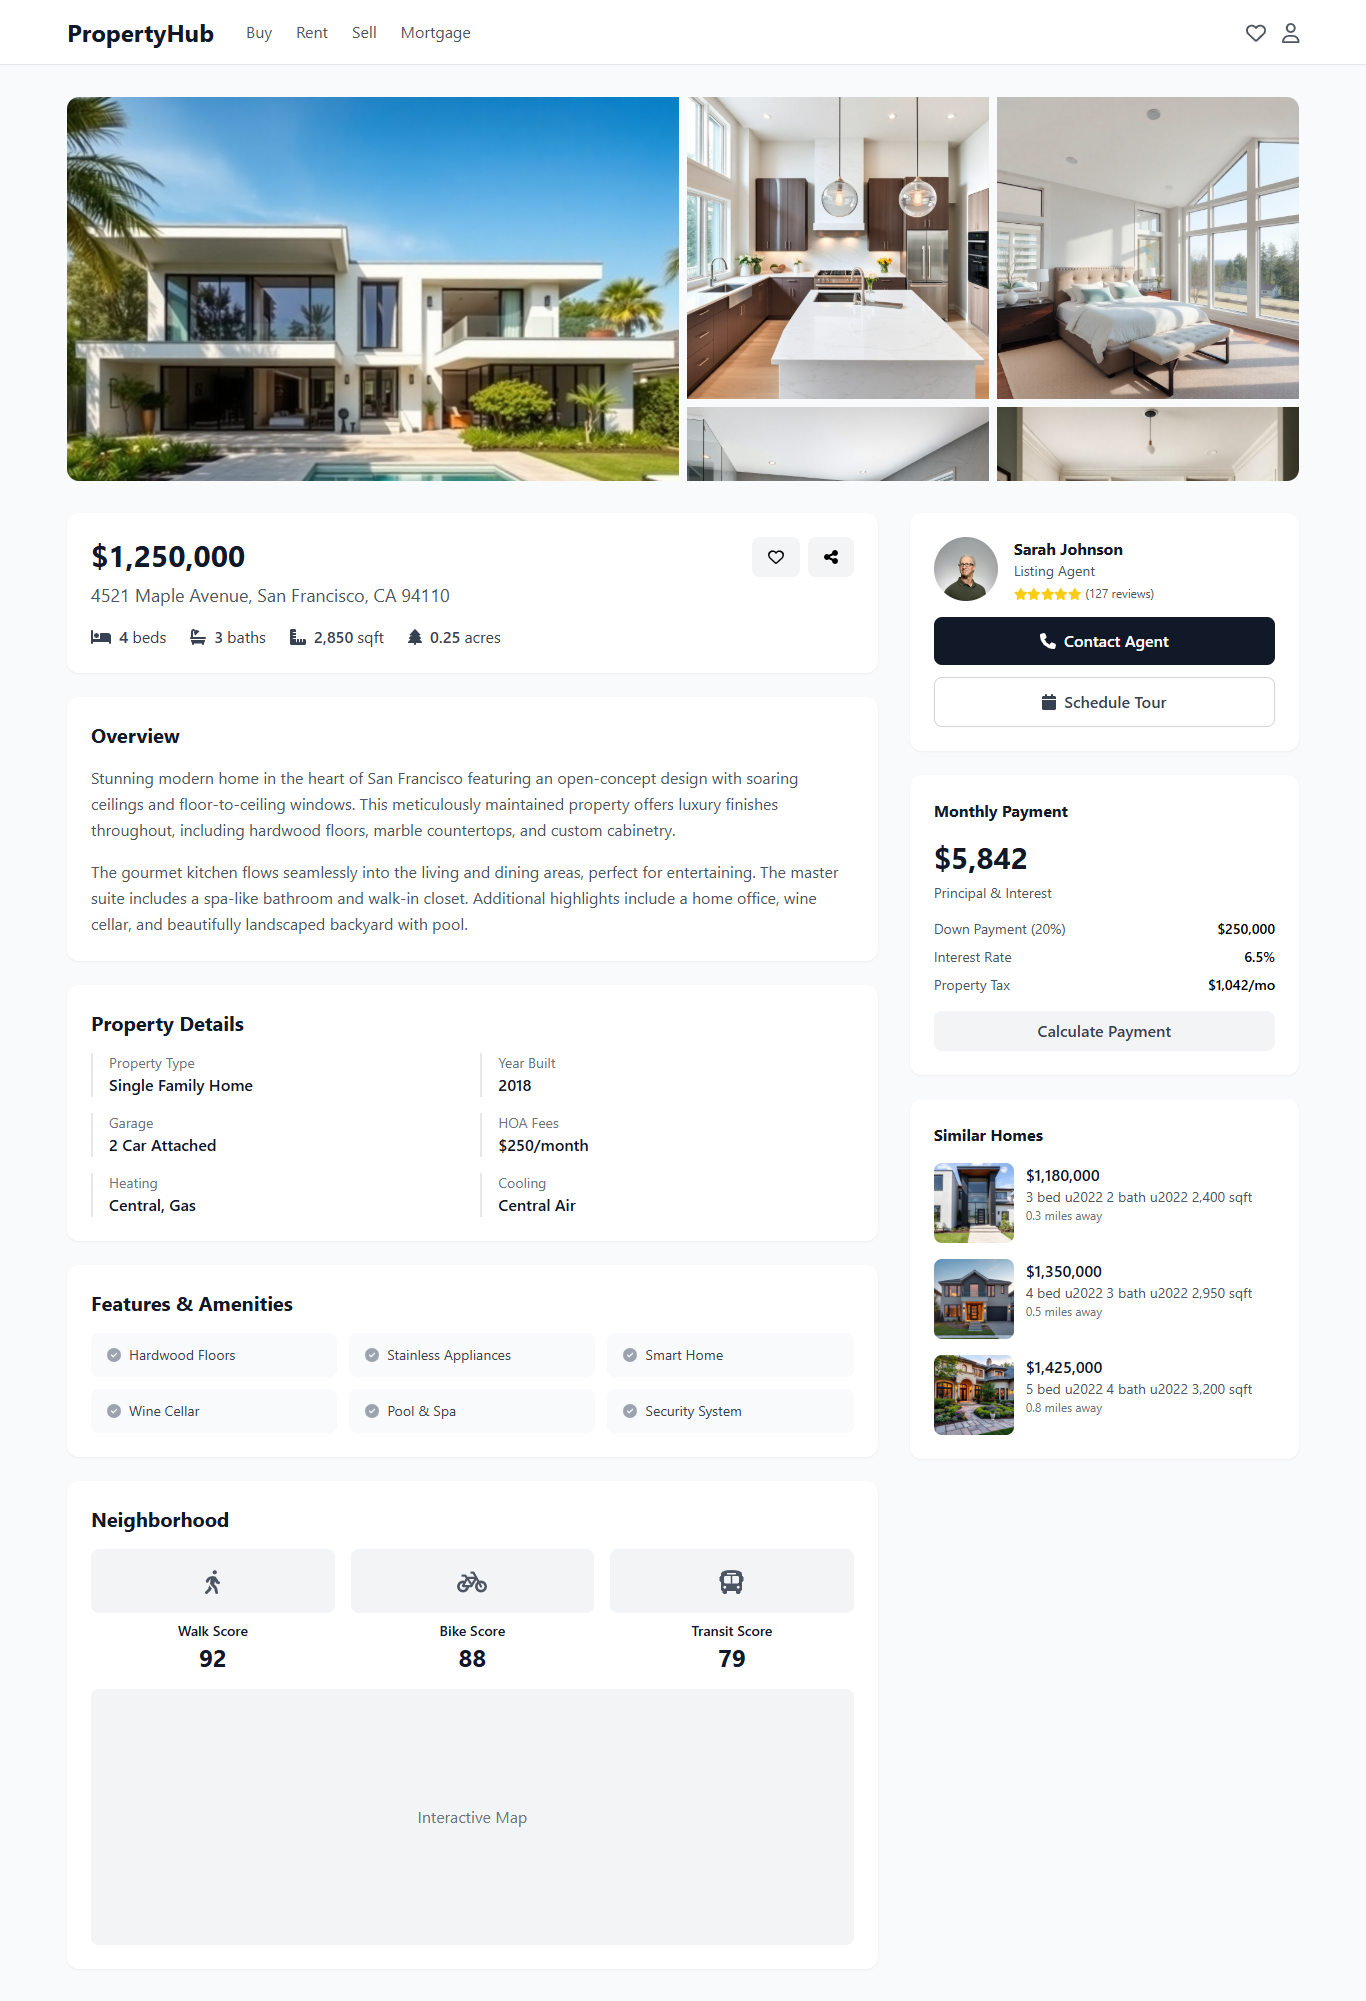 PropertyHub
Buy
Rent
Sell
Mortgage
$1,250,000
4521 Maple Avenue, San Francisco, CA 94110
4 beds
3 baths
2,850 sqft
0.25 acres
Overview
Stunning modern home in the heart of San Francisco featuring an open-concept design with soaring
ceilings and floor-to-ceiling windows. This meticulously maintained property offers luxury finishes
throughout, including hardwood floors, marble countertops, and custom cabinetry.
The gourmet kitchen flows seamlessly into the living and dining areas, perfect for entertaining. The master
suite includes a spa-like bathroom and walk-in closet. Additional highlights include a home office, wine
cellar, and beautifully landscaped backyard with pool.
Property Details
Property Type
Single Family Home
Year Built
2018
Garage
2 Car Attached
HOA Fees
$250/month
Heating
Central, Gas
Cooling
Central Air
Features & Amenities
Hardwood Floors
Stainless Appliances
Smart Home
Wine Cellar
Pool & Spa
Security System
Neighborhood
Walk Score
92
Bike Score
88
Transit Score
79
Interactive Map
Sarah Johnson
Listing Agent
(127 reviews)
Contact Agent
Schedule Tour
Monthly Payment
$5,842
Principal & Interest
Down Payment (20%)
$250,000
Interest Rate
6.5%
Property Tax
$1,042/mo
Calculate Payment
Similar Homes
$1,180,000
3 bed u2022 2 bath u2022 2,400 sqft
0.3 miles away
$1,350,000
4 bed u2022 3 bath u2022 2,950 sqft
0.5 miles away
$1,425,000
5 bed u2022 4 bath u2022 3,200 sqft
0.8 miles away